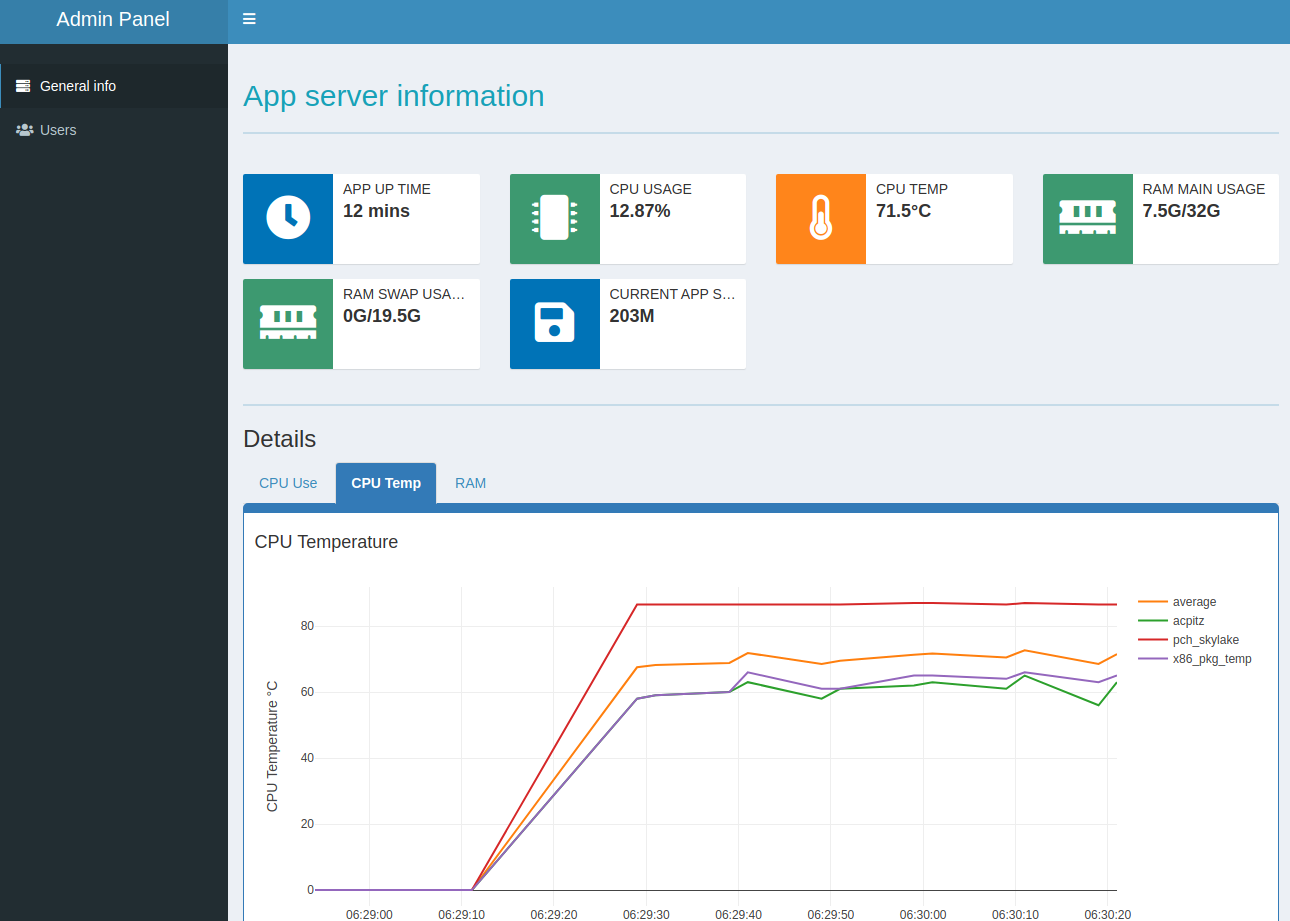 Admin Panel
General info
Users
App server information
APP UP TIME
12 mins
CPU USAGE
12.87%
CPU TEMP
71.5°C
RAM MAIN USAGE
7.5G/32G
RAM SWAP USA…
0G/19.5G
CURRENT APP S…
203M
Details
CPU Use
CPU Temp
RAM
CPU Temperature
CPU Temperature °C
80
60
40
20
0
06:29:00
06:29:10
06:29:20
06:29:30
06:29:40
06:29:50
06:30:00
06:30:10
06:30:20
average
acpitz
pch_skylake
x86_pkg_temp